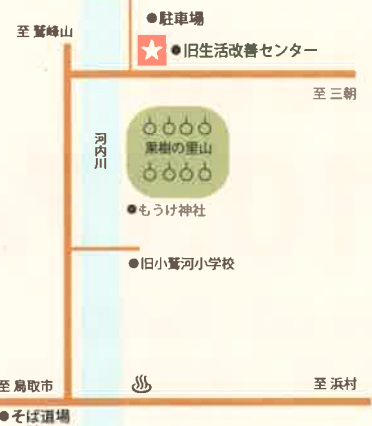 ●駐車場
至 鷲峰山
●旧生活改善センター
至 三朝
河内川
果樹の里山
●もうけ神社
●旧小鷲河小学校
至 鳥取市
至 浜村
●そば道場